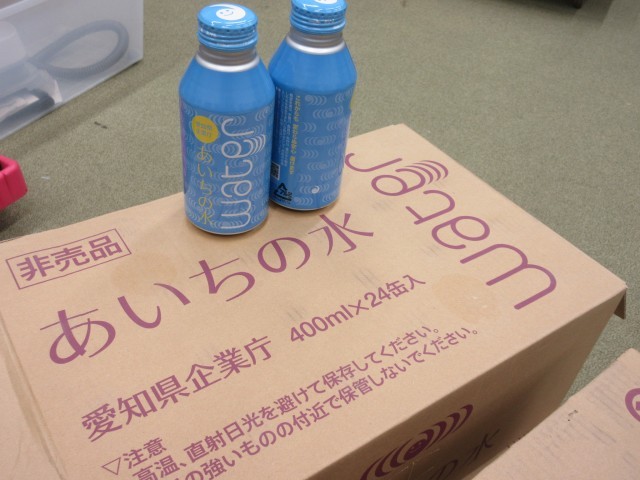 water
water
あいちの水
非売品
あいちの水
water
愛知県企業庁 400ml×24缶入
▽注意
高温、直射日光を避けて保存してください。
の強いものの付近で保管しないでください。
の水